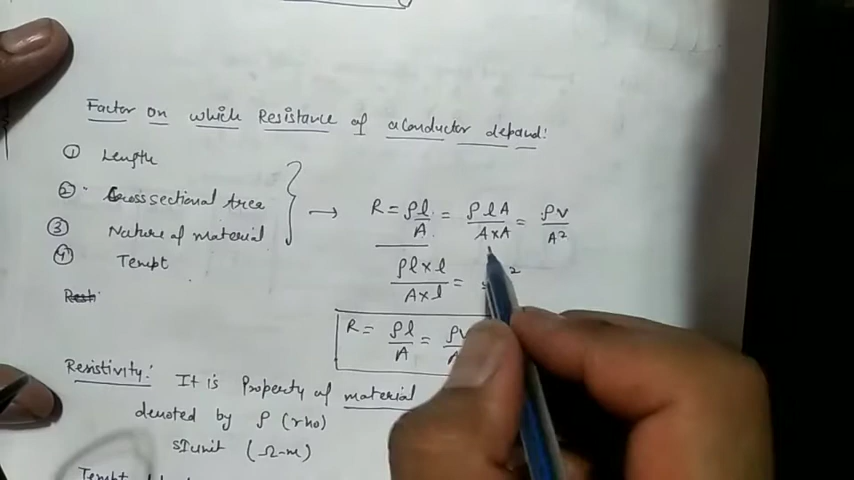 Factor on which Resistance of a conductor depend:
① Length
② Cross sectional Area
③ Nature of material
④ Tempt
→ R = ρl/A = ρlA/A×A = ρV/A²
ρl×l/A×l =
R = ρl/A = ρV
Resistivity: It is Property of material
denoted by ρ (rho)
SI unit (Ω-m)